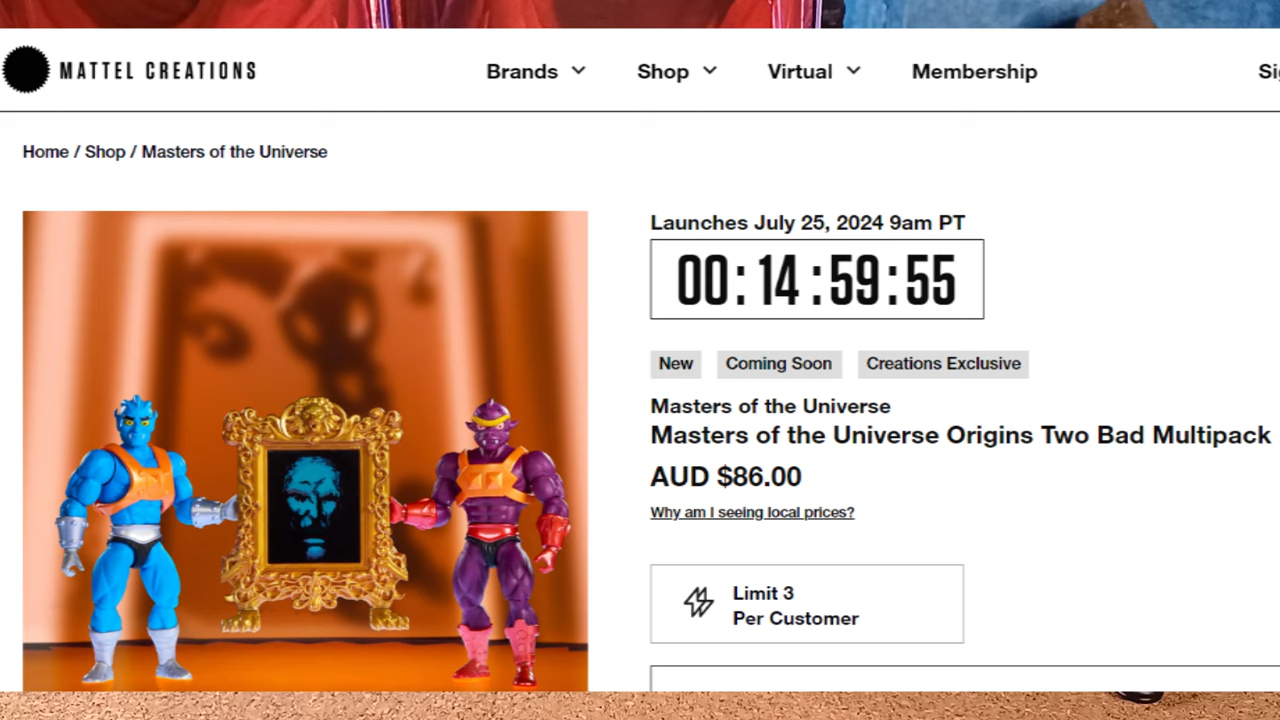 MATTEL CREATIONS
Brands
Shop
Virtual
Membership
Home / Shop / Masters of the Universe
Launches July 25, 2024 9am PT
00:14:59:55
New
Coming Soon
Creations Exclusive
Masters of the Universe
Masters of the Universe Origins Two Bad Multipack
AUD $86.00
Why am I seeing local prices?
Limit 3
Per Customer